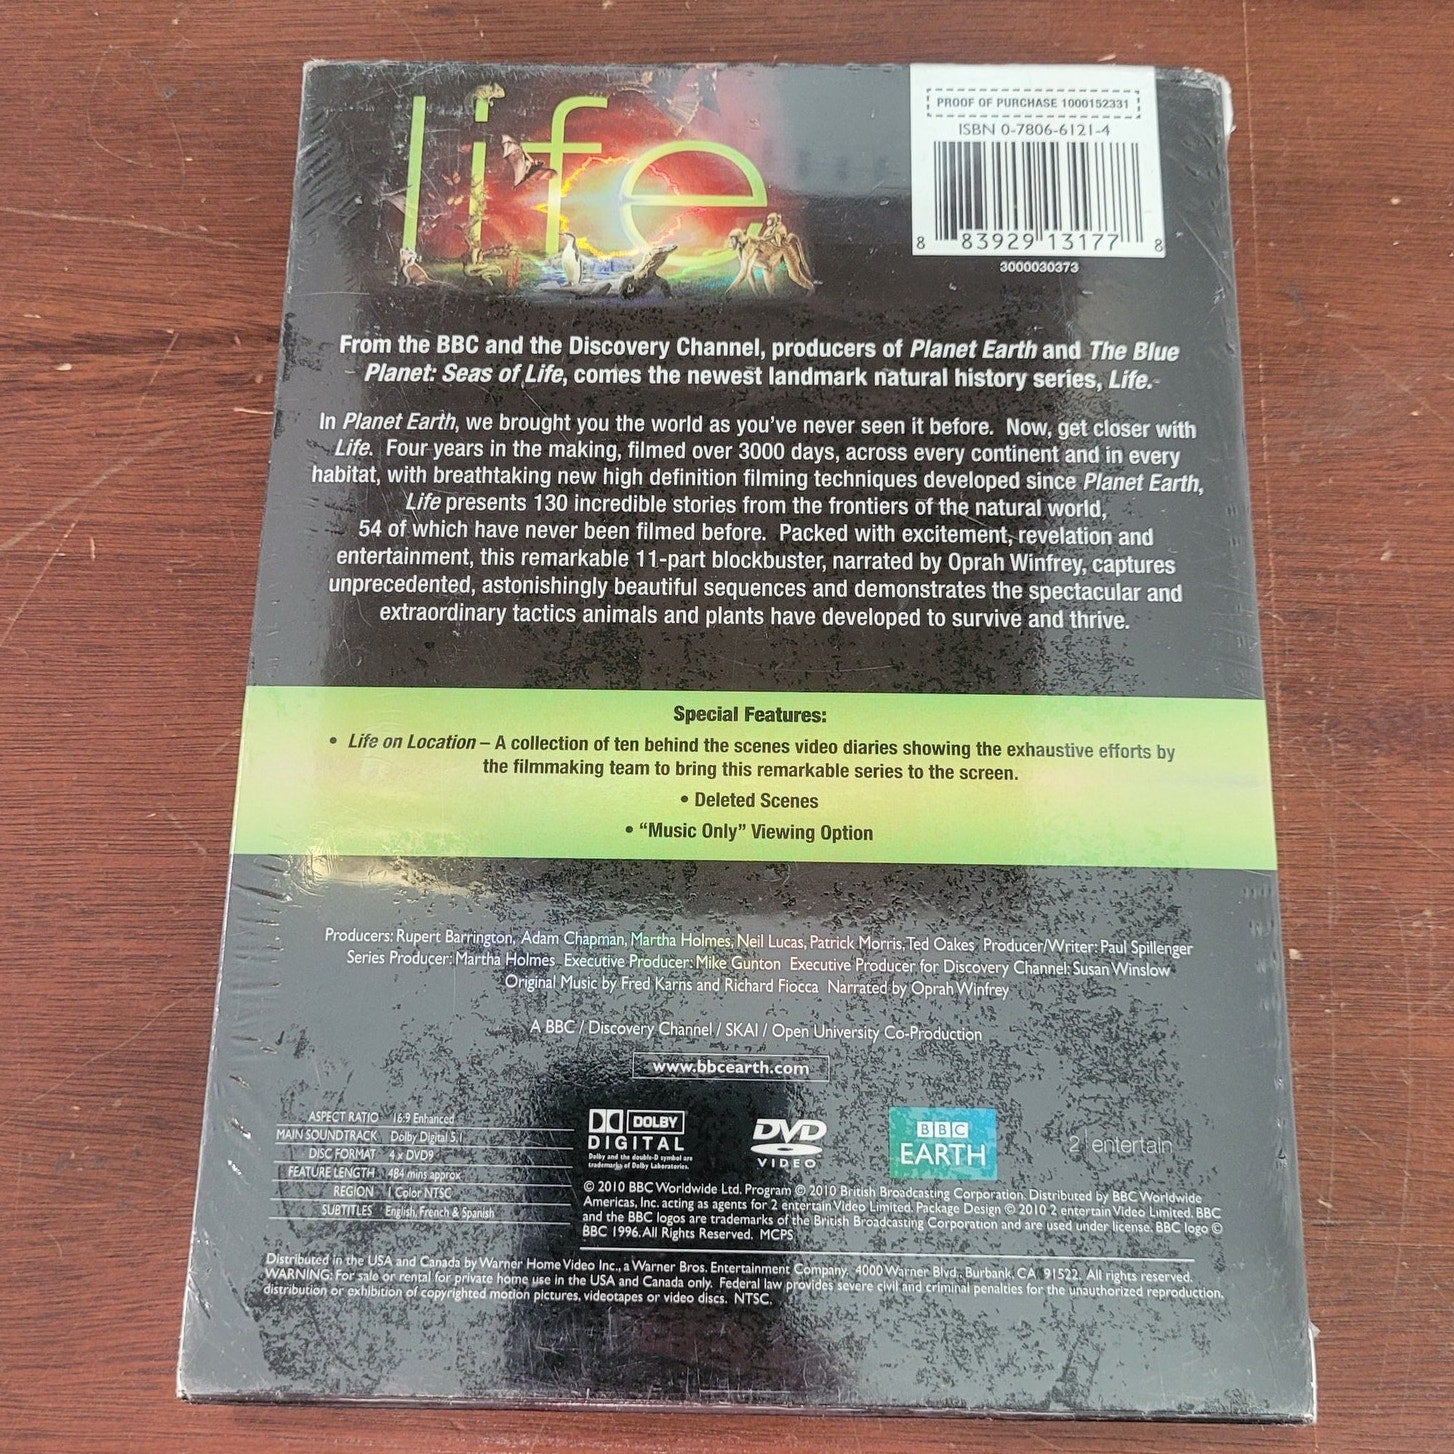 life
PROOF OF PURCHASE 1000152331
ISBN 0-7806-6121-4
8 83929 13177 8
3000030373
From the BBC and the Discovery Channel, producers of Planet Earth and The Blue
Planet: Seas of Life, comes the newest landmark natural history series, Life.
In Planet Earth, we brought you the world as you've never seen it before. Now, get closer with
Life. Four years in the making, filmed over 3000 days, across every continent and in every
habitat, with breathtaking new high definition filming techniques developed since Planet Earth,
Life presents 130 incredible stories from the frontiers of the natural world,
54 of which have never been filmed before. Packed with excitement, revelation and
entertainment, this remarkable 11-part blockbuster, narrated by Oprah Winfrey, captures
unprecedented, astonishingly beautiful sequences and demonstrates the spectacular and
extraordinary tactics animals and plants have developed to survive and thrive.
Special Features:
• Life on Location – A collection of ten behind the scenes video diaries showing the exhaustive efforts by
the filmmaking team to bring this remarkable series to the screen.
• Deleted Scenes
• “Music Only” Viewing Option
Producers: Rupert Barrington, Adam Chapman, Martha Holmes, Neil Lucas, Patrick Morris, Ted Oakes Producer/Writer: Paul Spillenger
Series Producer: Martha Holmes Executive Producer: Mike Gunton Executive Producer for Discovery Channel: Susan Winslow
Original Music by Fred Karns and Richard Fiocca Narrated by Oprah Winfrey
A BBC / Discovery Channel / SKAI / Open University Co-Production
www.bbcearth.com
ASPECT RATIO 16:9 Enhanced
MAIN SOUNDTRACK Dolby Digital 5.1
DISC FORMAT 4 x DVD9
FEATURE LENGTH 484 mins approx
REGION 1 Color NTSC
SUBTITLES English, French & Spanish
DOLBY
DIGITAL
Dolby and the double-D symbol are
trademarks of Dolby Laboratories.
DVD
VIDEO
BBC
EARTH
2 entertain
© 2010 BBC Worldwide Ltd. Program © 2010 British Broadcasting Corporation. Distributed by BBC Worldwide
Americas, Inc. acting as agents for 2 entertain Video Limited. Package Design © 2010 2 entertain Video Limited. BBC
and the BBC logos are trademarks of the British Broadcasting Corporation and are used under license. BBC logo ©
BBC 1996. All Rights Reserved. MCPS
Distributed in the USA and Canada by Warner Home Video Inc., a Warner Bros. Entertainment Company. 4000 Warner Blvd., Burbank, CA 91522. All rights reserved.
WARNING: For sale or rental for private home use in the USA and Canada only. Federal law provides severe civil and criminal penalties for the unauthorized reproduction,
distribution or exhibition of copyrighted motion pictures, videotapes or video discs. NTSC.